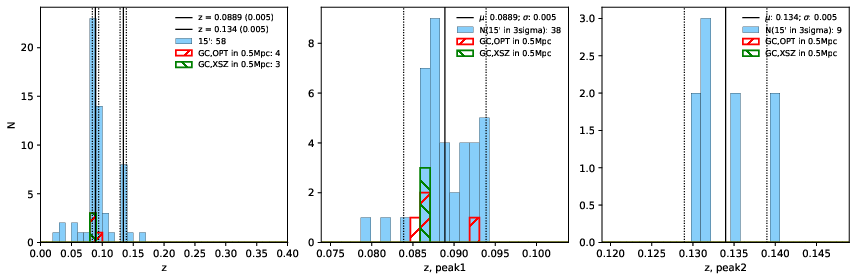 z = 0.0889 (0.005)
z = 0.134 (0.005)
15': 58
GC,OPT in 0.5Mpc: 4
GC,XSZ in 0.5Mpc: 3
20
15
10
5
0
N
0.00 0.05 0.10 0.15 0.20 0.25 0.30 0.35 0.40
z
μ: 0.0889; σ: 0.005
N(15' in 3sigma): 38
GC,OPT in 0.5Mpc
GC,XSZ in 0.5Mpc
8
6
4
2
0
0.075 0.080 0.085 0.090 0.095 0.100
z, peak1
μ: 0.134; σ: 0.005
N(15' in 3sigma): 9
GC,OPT in 0.5Mpc
GC,XSZ in 0.5Mpc
3.0
2.5
2.0
1.5
1.0
0.5
0.0
0.120 0.125 0.130 0.135 0.140 0.145
z, peak2